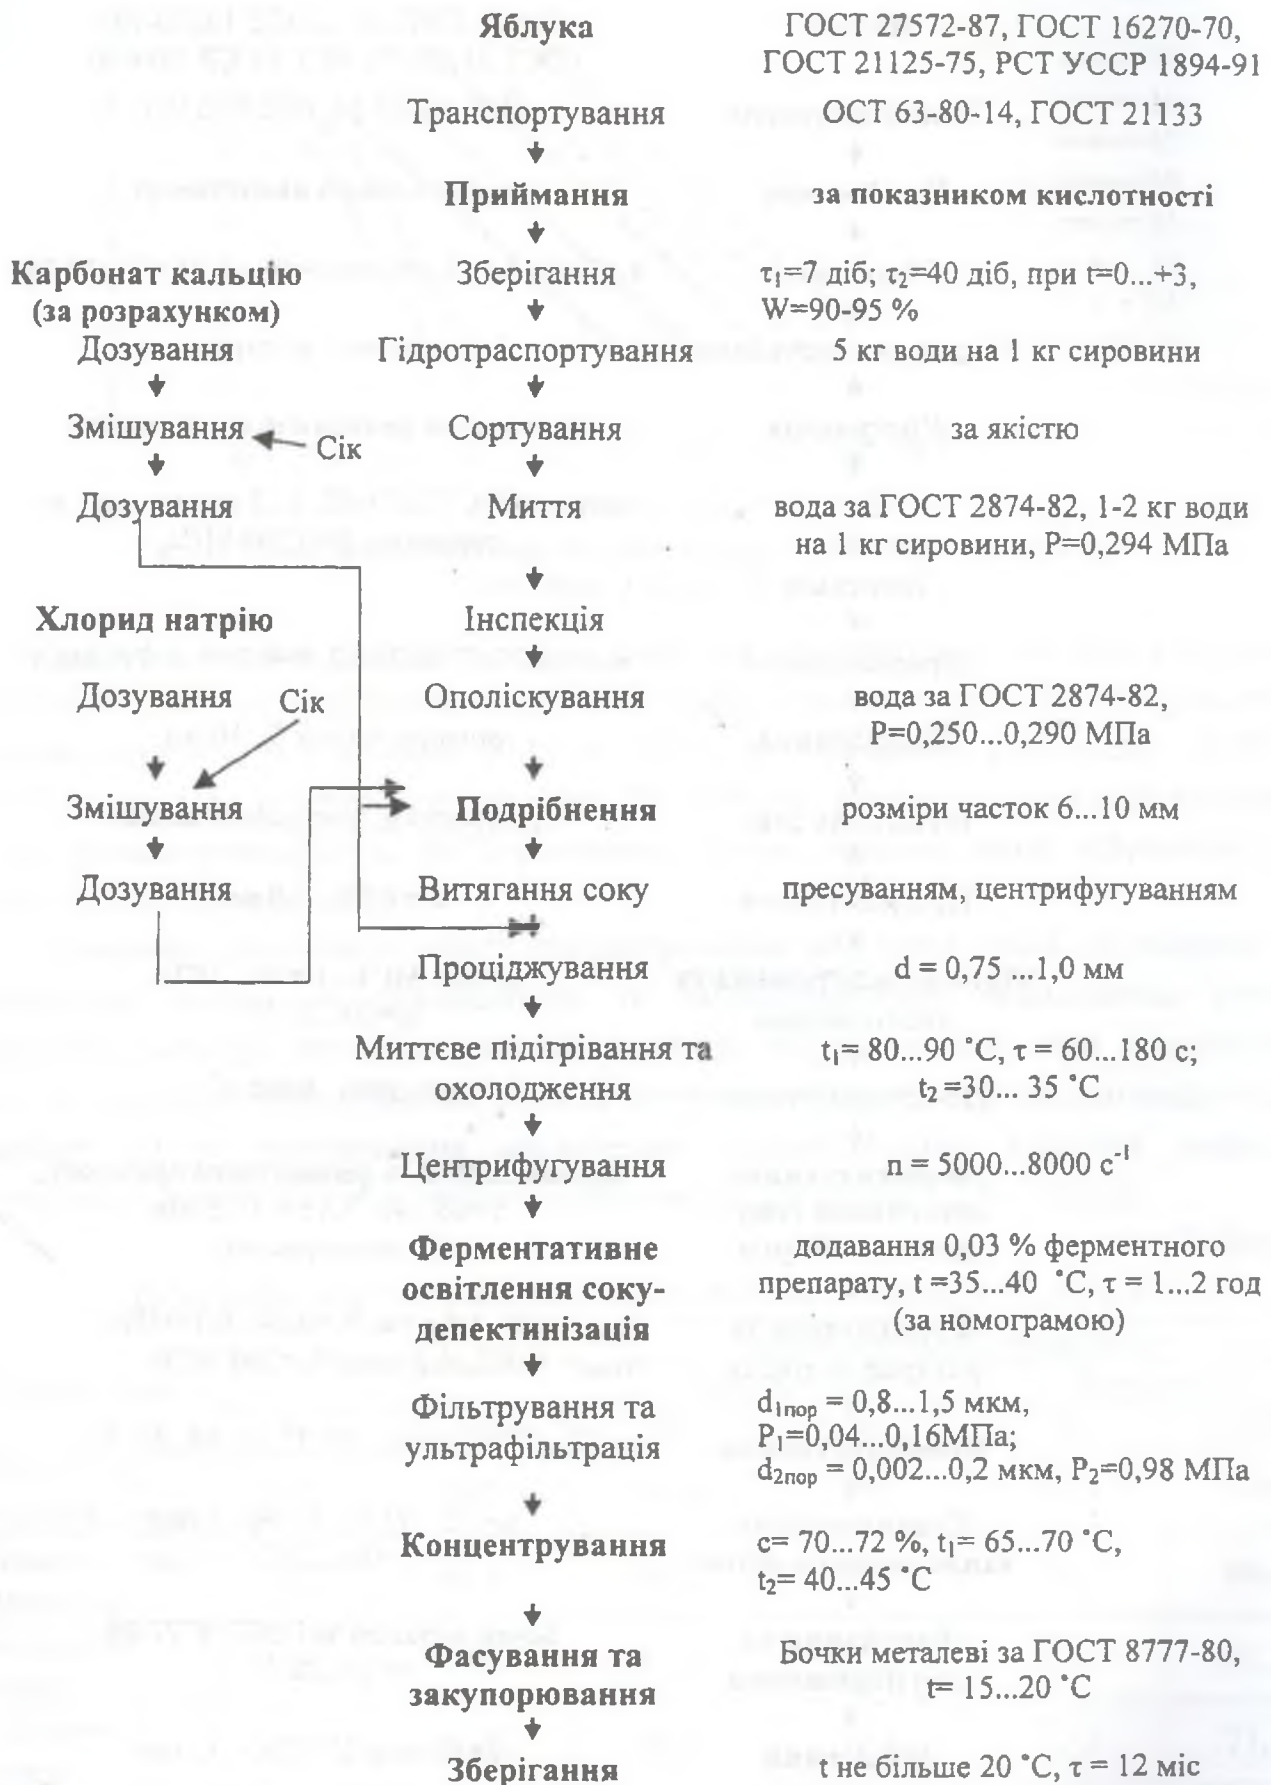 Яблука ГОСТ 27572-87, ГОСТ 16270-70,
ГОСТ 21125-75, РСТ УССР 1894-91
Транспортування ОСТ 63-80-14, ГОСТ 21133
Приймання за показником кислотності
Карбонат кальцію Зберігання τ₁=7 діб; τ₂=40 діб, при t=0...+3,
(за розрахунком) W=90-95 %
Дозування Гідротраспортування 5 кг води на 1 кг сировини
Змішування Сік Сортування за якістю
Дозування Миття вода за ГОСТ 2874-82, 1-2 кг води
на 1 кг сировини, Р=0,294 МПа
Хлорид натрію Інспекція
Дозування Сік Ополіскування вода за ГОСТ 2874-82,
Р=0,250...0,290 МПа
Змішування Подрібнення розміри часток 6...10 мм
Дозування Витягання соку пресуванням, центрифугуванням
Проціджування d = 0,75...1,0 мм
Миттєве підігрівання та t₁= 80...90 °С, τ = 60...180 с;
охолодження t₂ =30... 35 °С
Центрифугування n = 5000...8000 с⁻¹
Ферментативне додавання 0,03 % ферментного
освітлення соку- препарату, t =35...40 °С, τ = 1...2 год
депектинізація (за номограмою)
Фільтрування та d₁пор = 0,8...1,5 мкм,
ультрафільтрація Р₁=0,04...0,16МПа;
d₂пор = 0,002...0,2 мкм, Р₂=0,98 МПа
Концентрування с= 70...72 %, t₁= 65...70 °С,
t₂= 40...45 °С
Фасування та Бочки металеві за ГОСТ 8777-80,
закупорювання t= 15...20 °С
Зберігання t не більше 20 °С, τ = 12 міс